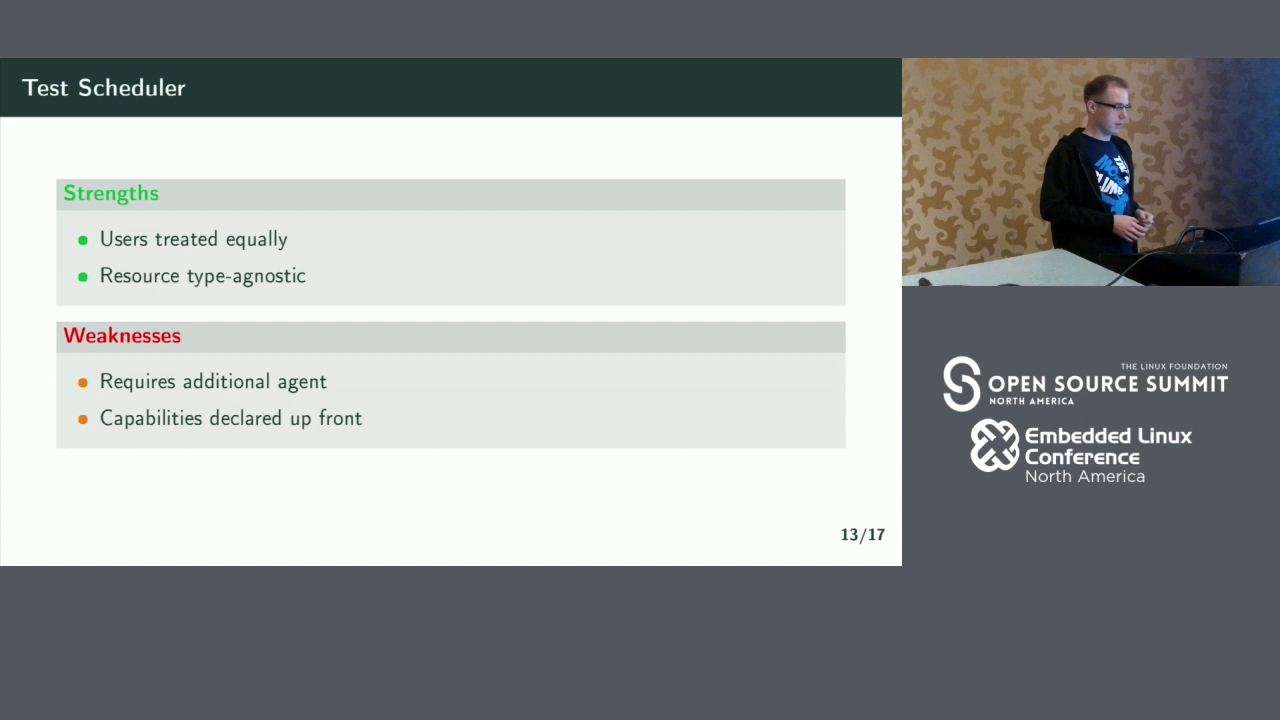 Test Scheduler
Strengths
Users treated equally
Resource type-agnostic
Weaknesses
Requires additional agent
Capabilities declared up front
13/17
THE LINUX FOUNDATION
OPEN SOURCE SUMMIT
NORTH AMERICA
Embedded Linux
Conference
North America